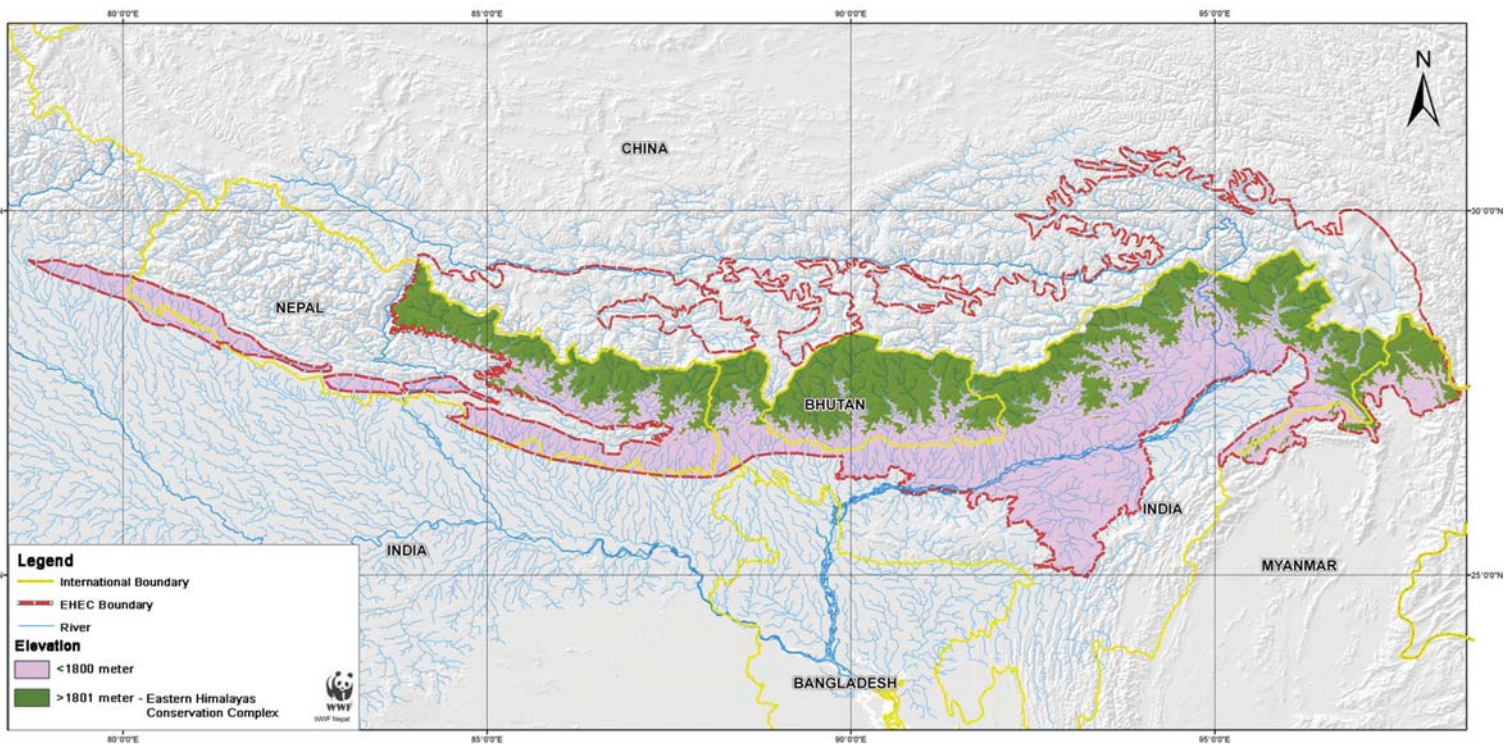 80°0'0"E 85°0'0"E 90°0'0"E 95°0'0"E
N
CHINA
30°0'0"N
NEPAL
BHUTAN
INDIA
INDIA
MYANMAR
25°0'0"N
BANGLADESH
Legend
International Boundary
EHEC Boundary
River
Elevation
<1800 meter
>1801 meter - Eastern Himalayas
Conservation Complex
WWF
WWF Nepal
80°0'0"E 85°0'0"E 90°0'0"E 95°0'0"E